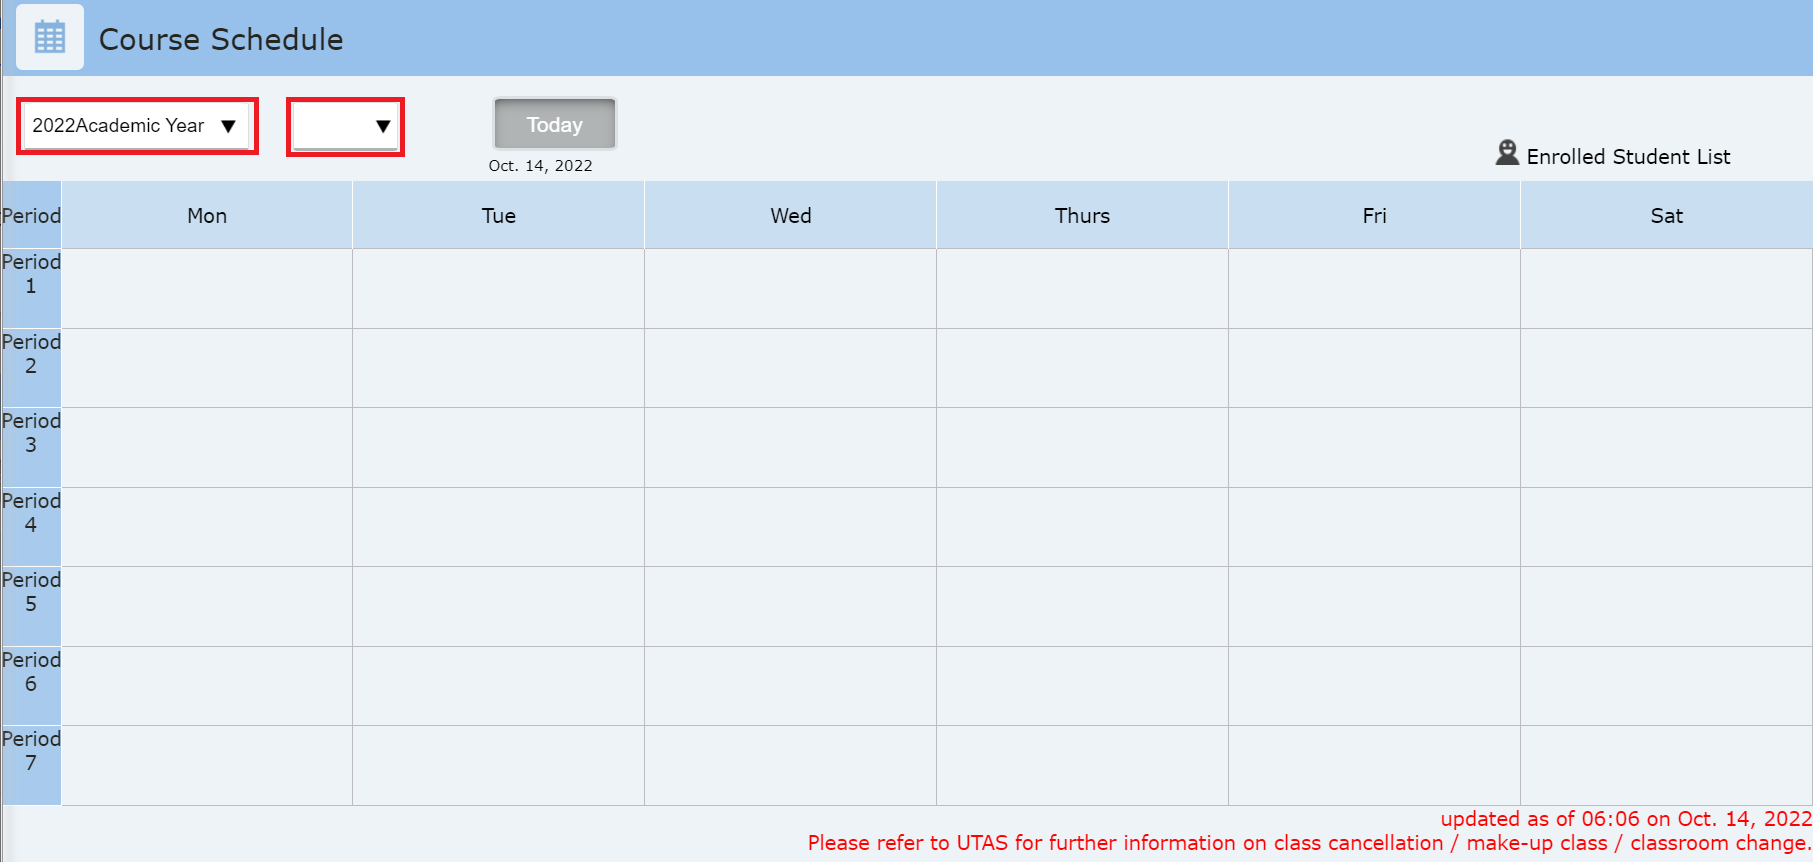 Course Schedule
2022Academic Year ▼
▼
Today
Oct. 14, 2022
Enrolled Student List
Period Mon Tue Wed Thurs Fri Sat
Period
1
Period
2
Period
3
Period
4
Period
5
Period
6
Period
7
updated as of 06:06 on Oct. 14, 2022
Please refer to UTAS for further information on class cancellation / make-up class / classroom change.